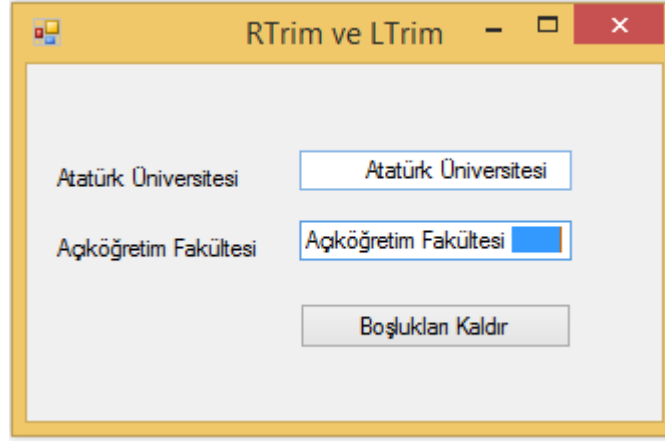 RTrim ve LTrim
Atatürk Üniversitesi
Atatürk Üniversitesi
Açıköğretim Fakültesi
Açıköğretim Fakültesi
Boşlukları Kaldır